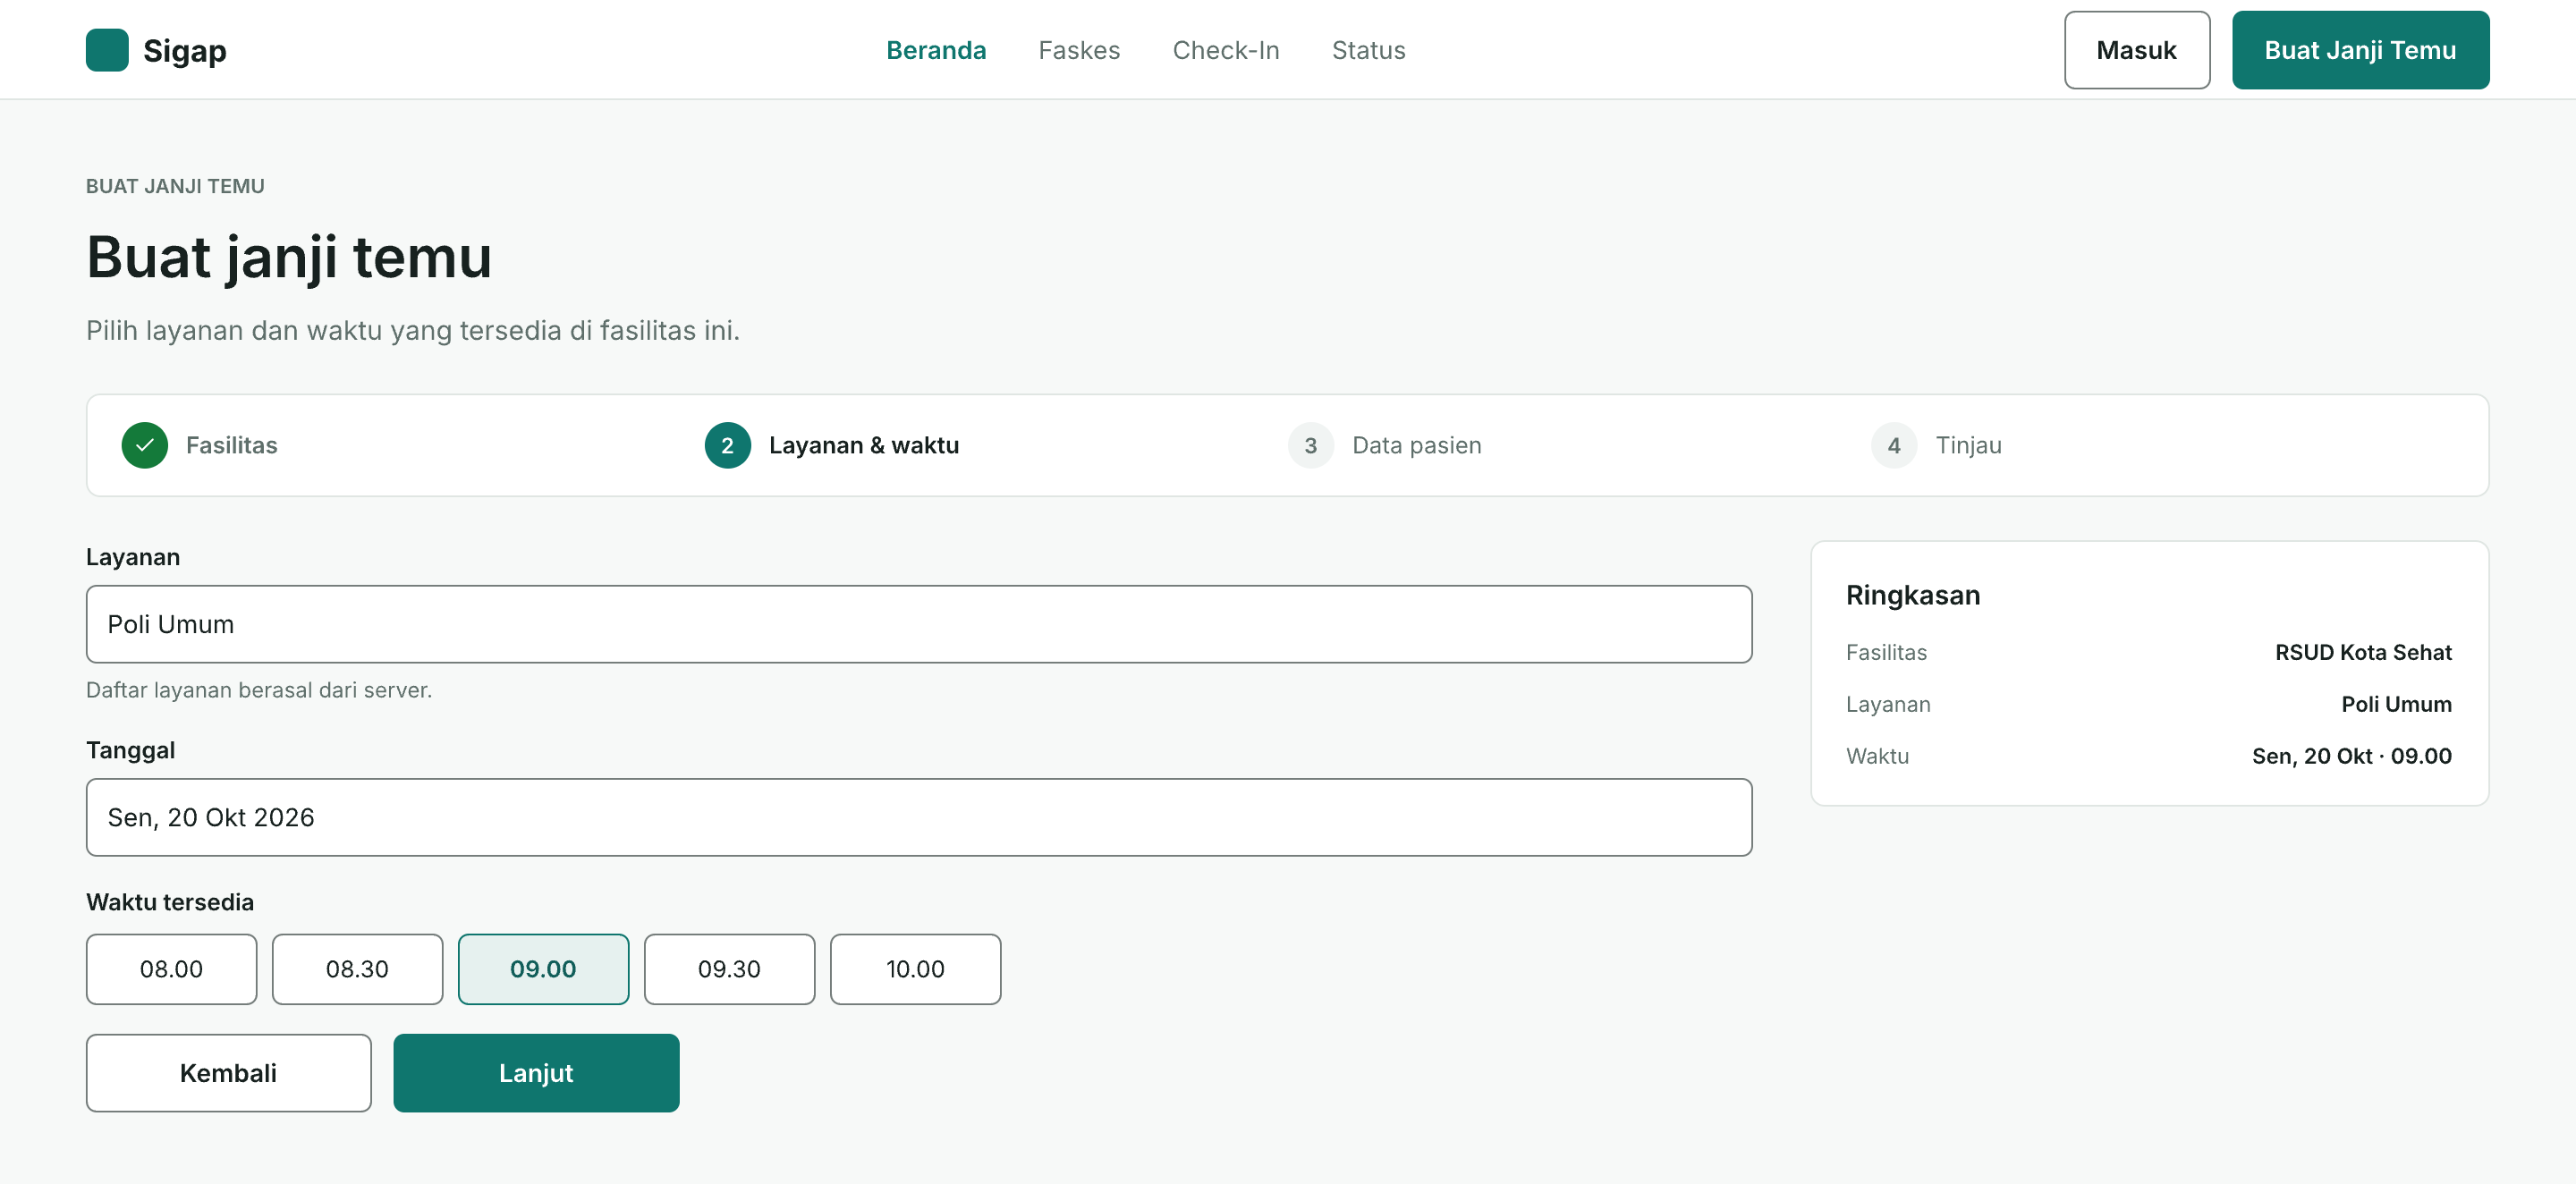 Sigap
Beranda
Faskes
Check-In
Status
Masuk
Buat Janji Temu
BUAT JANJI TEMU
Buat janji temu
Pilih layanan dan waktu yang tersedia di fasilitas ini.
Fasilitas
2 Layanan & waktu
3 Data pasien
4 Tinjau
Layanan
Poli Umum
Daftar layanan berasal dari server.
Tanggal
Sen, 20 Okt 2026
Waktu tersedia
08.00
08.30
09.00
09.30
10.00
Kembali
Lanjut
Ringkasan
Fasilitas RSUD Kota Sehat
Layanan Poli Umum
Waktu Sen, 20 Okt · 09.00